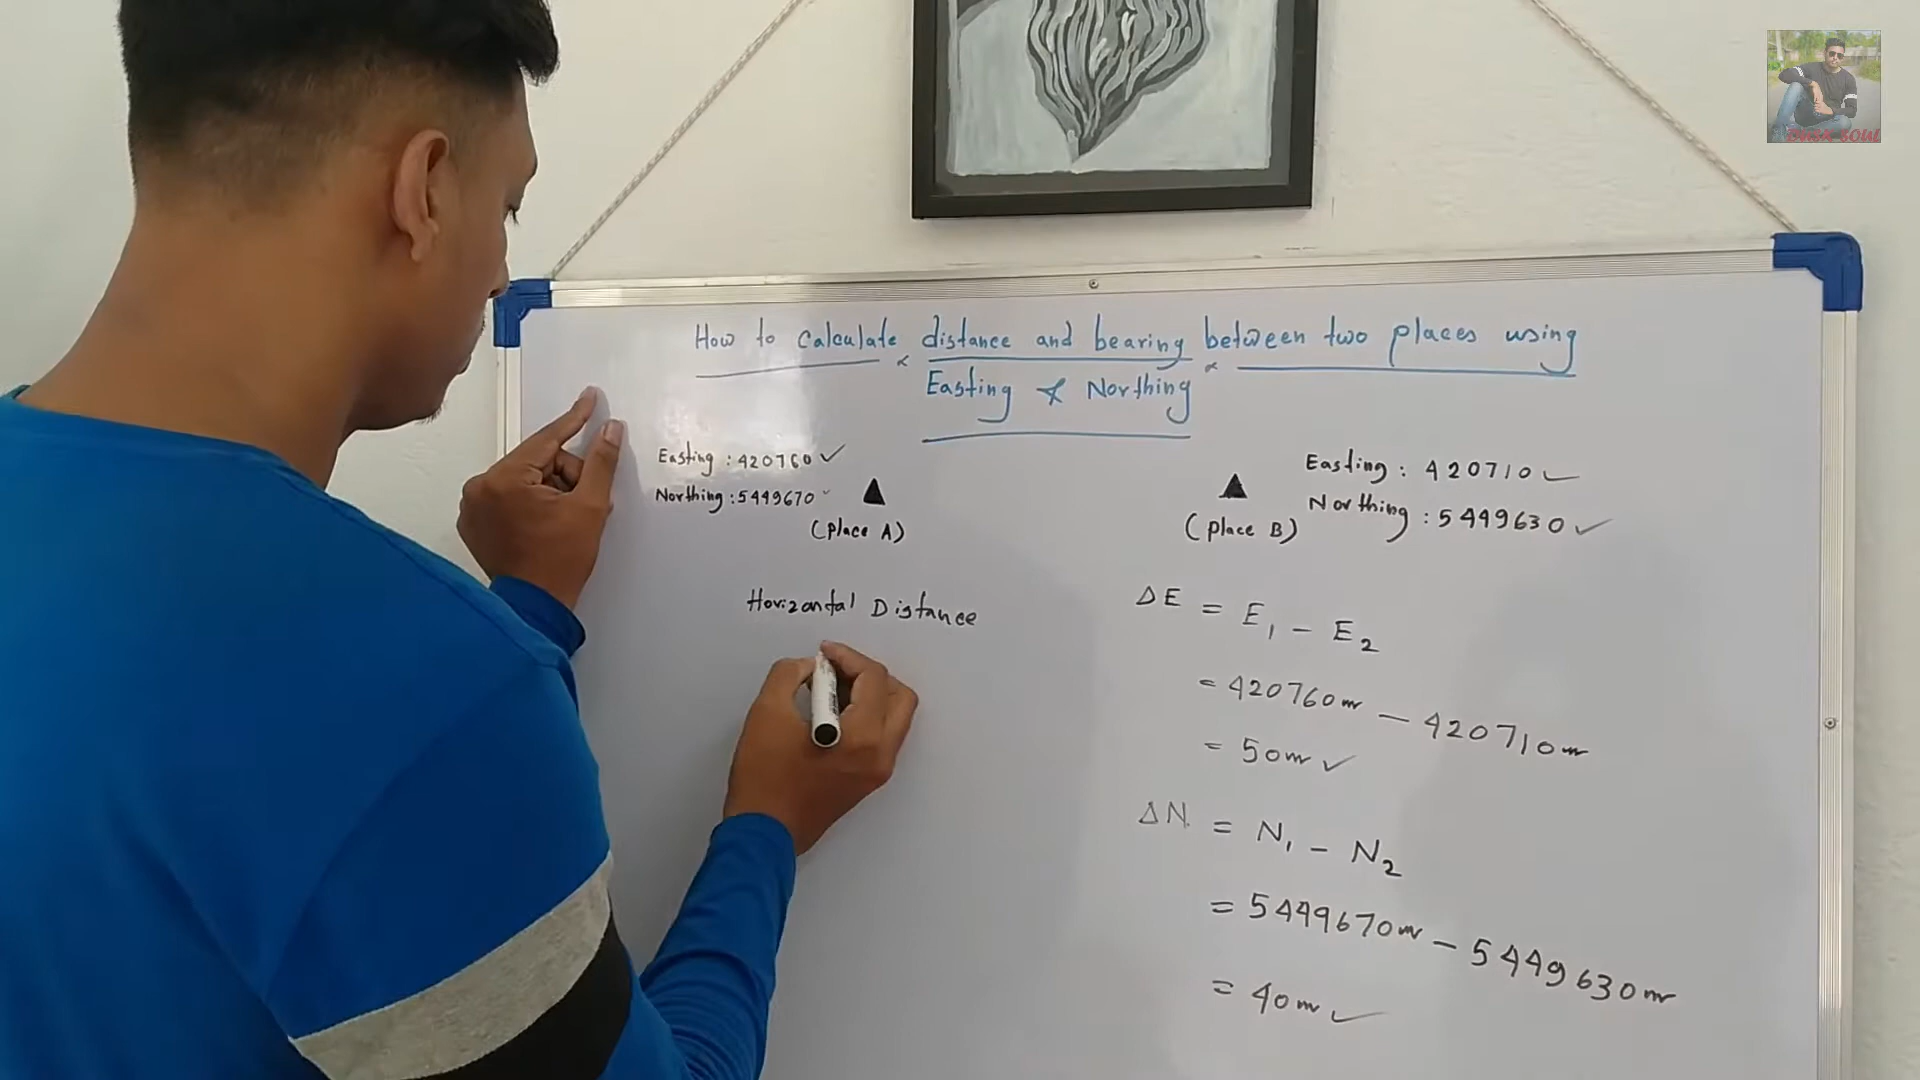 How to calculate distance and bearing between two places using
Easting & Northing
Easting : 420760 ✓
Northing : 5449670 ✓
(Place A)
Easting : 420710 ✓
Northing : 5449630 ✓
(Place B)
Horizontal Distance
ΔE = E₁ - E₂
= 420760m - 420710m
= 50m ✓
ΔN = N₁ - N₂
= 5449670m - 5449630m
= 40m ✓